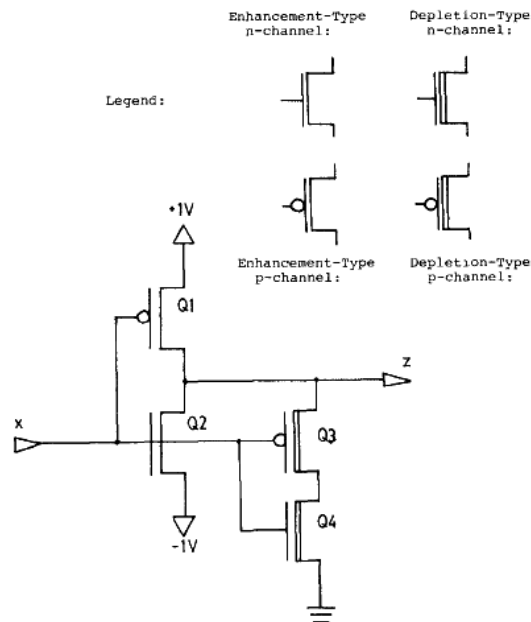 Enhancement-Type
n-channel:
Depletion-Type
n-channel:
Legend:
+1V
Enhancement-Type
p-channel:
Depletion-Type
p-channel:
Q1
Z
X
Q2
Q3
Q4
-1V